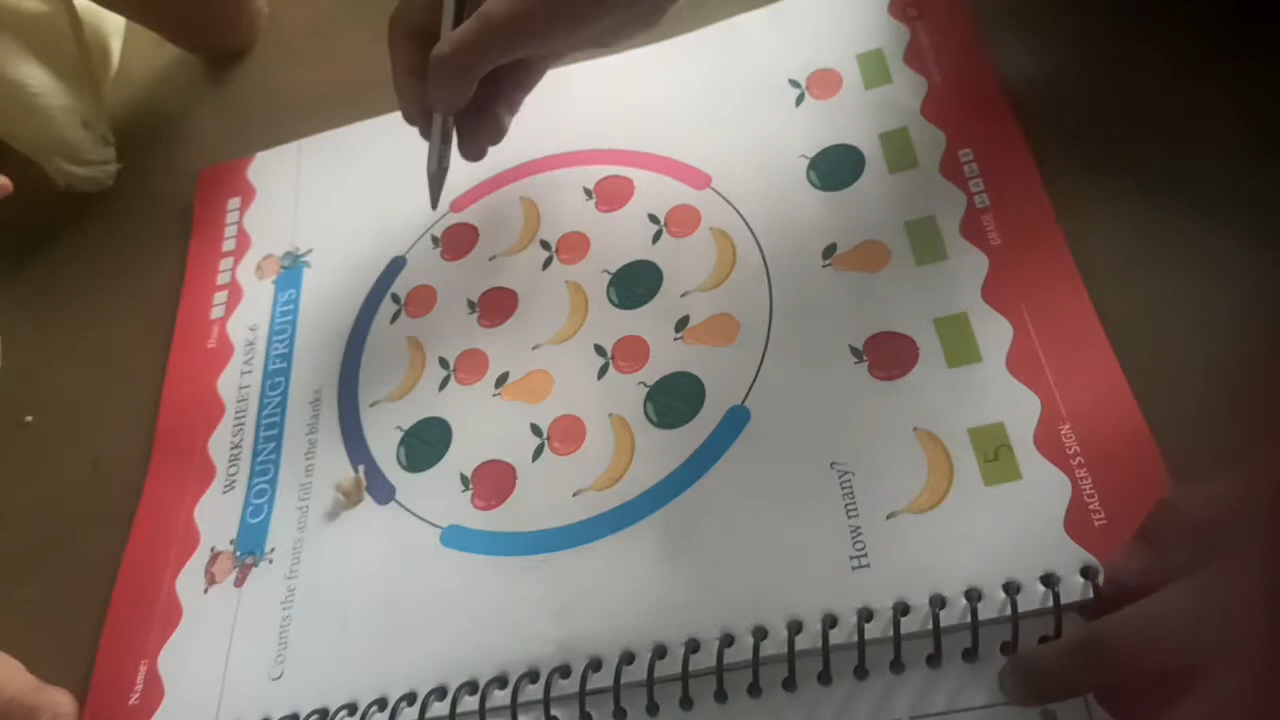 Name:
Date:
WORKSHEET TASK-6
COUNTING FRUITS
Counts the fruits and fill in the blanks.
How many?
5
TEACHER'S SIGN:
GRADE